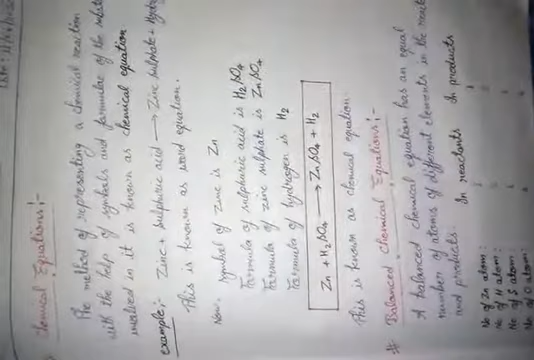 Chemical Equations :-
The method of representing a chemical reaction
with the help of symbols and formulae of the
involved in it is known as chemical equation
example:- Zinc + Sulphuric acid → Zinc Sulphate +
This is known as word equation.
Now, Symbol of Zinc is Zn
Formula of sulphuric acid is H2SO4
Formula of Zinc sulphate is ZnSO4
Formula of hydrogen is H2
Zn + H2SO4 → ZnSO4 + H2
This is known as chemical equation.
# Balanced Chemical Equations :-
A balanced chemical equation has an equal
number of atoms of different elements in the
and products. In reactants In products
No of Zn atom :
No of H atom :
No of S atom :
No of O atom :